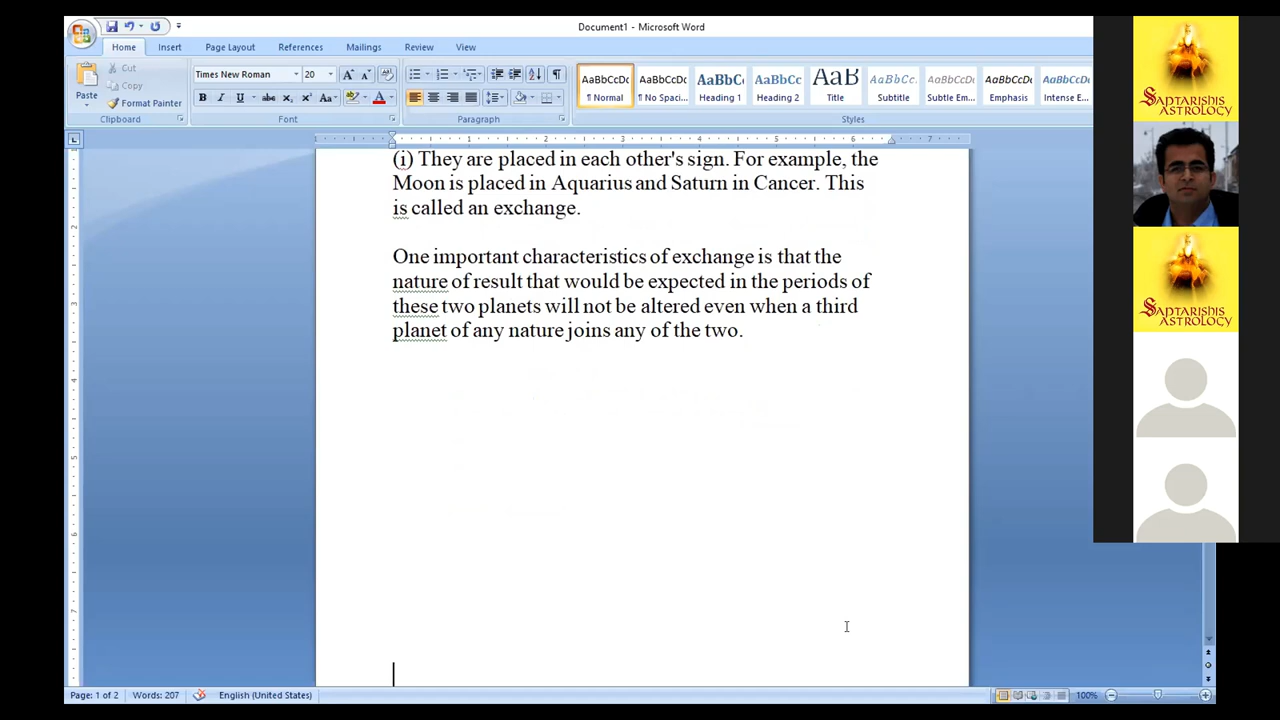 Document1 - Microsoft Word
Home Insert Page Layout References Mailings Review View
Paste
Cut
Copy
Format Painter
Clipboard
Times New Roman 20
Font
Paragraph
AaBbCcDc AaBbCcDc AaBbC AaBbCc AaB AaBbCc. AaBbCcDc AaBbCcDc AaBbCcDc
¶ Normal ¶ No Spaci... Heading 1 Heading 2 Title Subtitle Subtle Em... Emphasis Intense E...
Styles
(i) They are placed in each other's sign. For example, the
Moon is placed in Aquarius and Saturn in Cancer. This
is called an exchange.
One important characteristics of exchange is that the
nature of result that would be expected in the periods of
these two planets will not be altered even when a third
planet of any nature joins any of the two.
Page: 1 of 2 Words: 207 English (United States) 100%
SAPTARISHIS
ASTROLOGY
SAPTARISHIS
ASTROLOGY